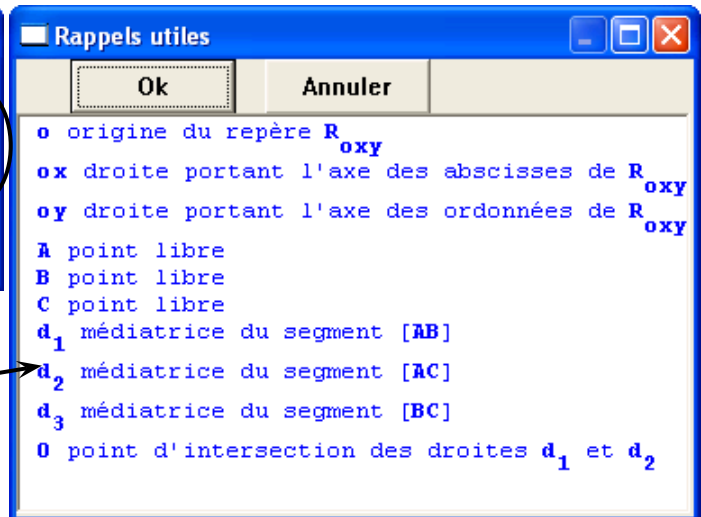 Rappels utiles
Ok Annuler
o origine du repère Roxy
ox droite portant l'axe des abscisses de Roxy
oy droite portant l'axe des ordonnées de Roxy
A point libre
B point libre
C point libre
d1 médiatrice du segment [AB]
d2 médiatrice du segment [AC]
d3 médiatrice du segment [BC]
O point d'intersection des droites d1 et d2